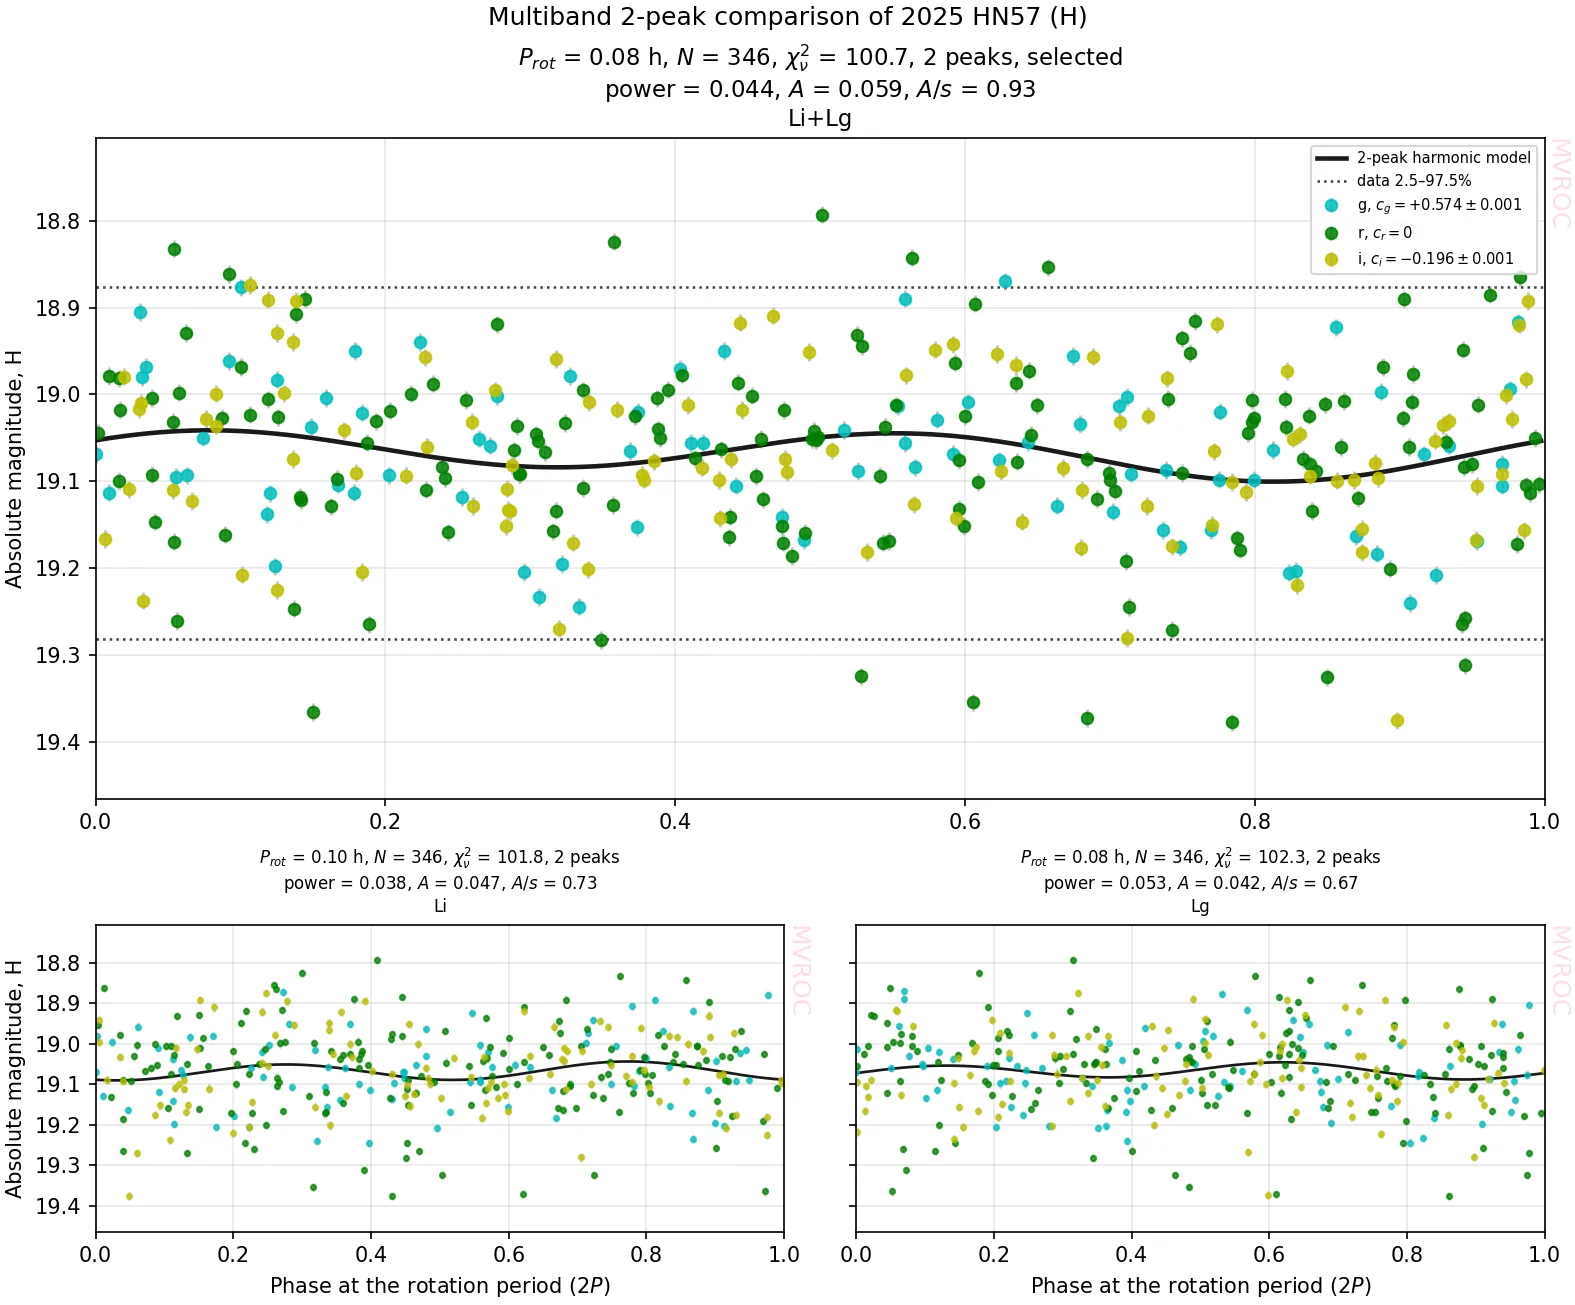 Multiband 2-peak comparison of 2025 HN57 (H)
P_rot = 0.08 h, N = 346, χ²_ν = 100.7, 2 peaks, selected
power = 0.044, A = 0.059, A/s = 0.93
Li+Lg
MVROC
2-peak harmonic model
data 2.5–97.5%
g, c_g = +0.574 ± 0.001
r, c_r = 0
i, c_i = −0.196 ± 0.001
Absolute magnitude, H
18.8
18.9
19.0
19.1
19.2
19.3
19.4
0.0 0.2 0.4 0.6 0.8 1.0
P_rot = 0.10 h, N = 346, χ²_ν = 101.8, 2 peaks
power = 0.038, A = 0.047, A/s = 0.73
Li
MVROC
Absolute magnitude, H
18.8
18.9
19.0
19.1
19.2
19.3
19.4
0.0 0.2 0.4 0.6 0.8 1.0
Phase at the rotation period (2P)
P_rot = 0.08 h, N = 346, χ²_ν = 102.3, 2 peaks
power = 0.053, A = 0.042, A/s = 0.67
Lg
MVROC
0.0 0.2 0.4 0.6 0.8 1.0
Phase at the rotation period (2P)